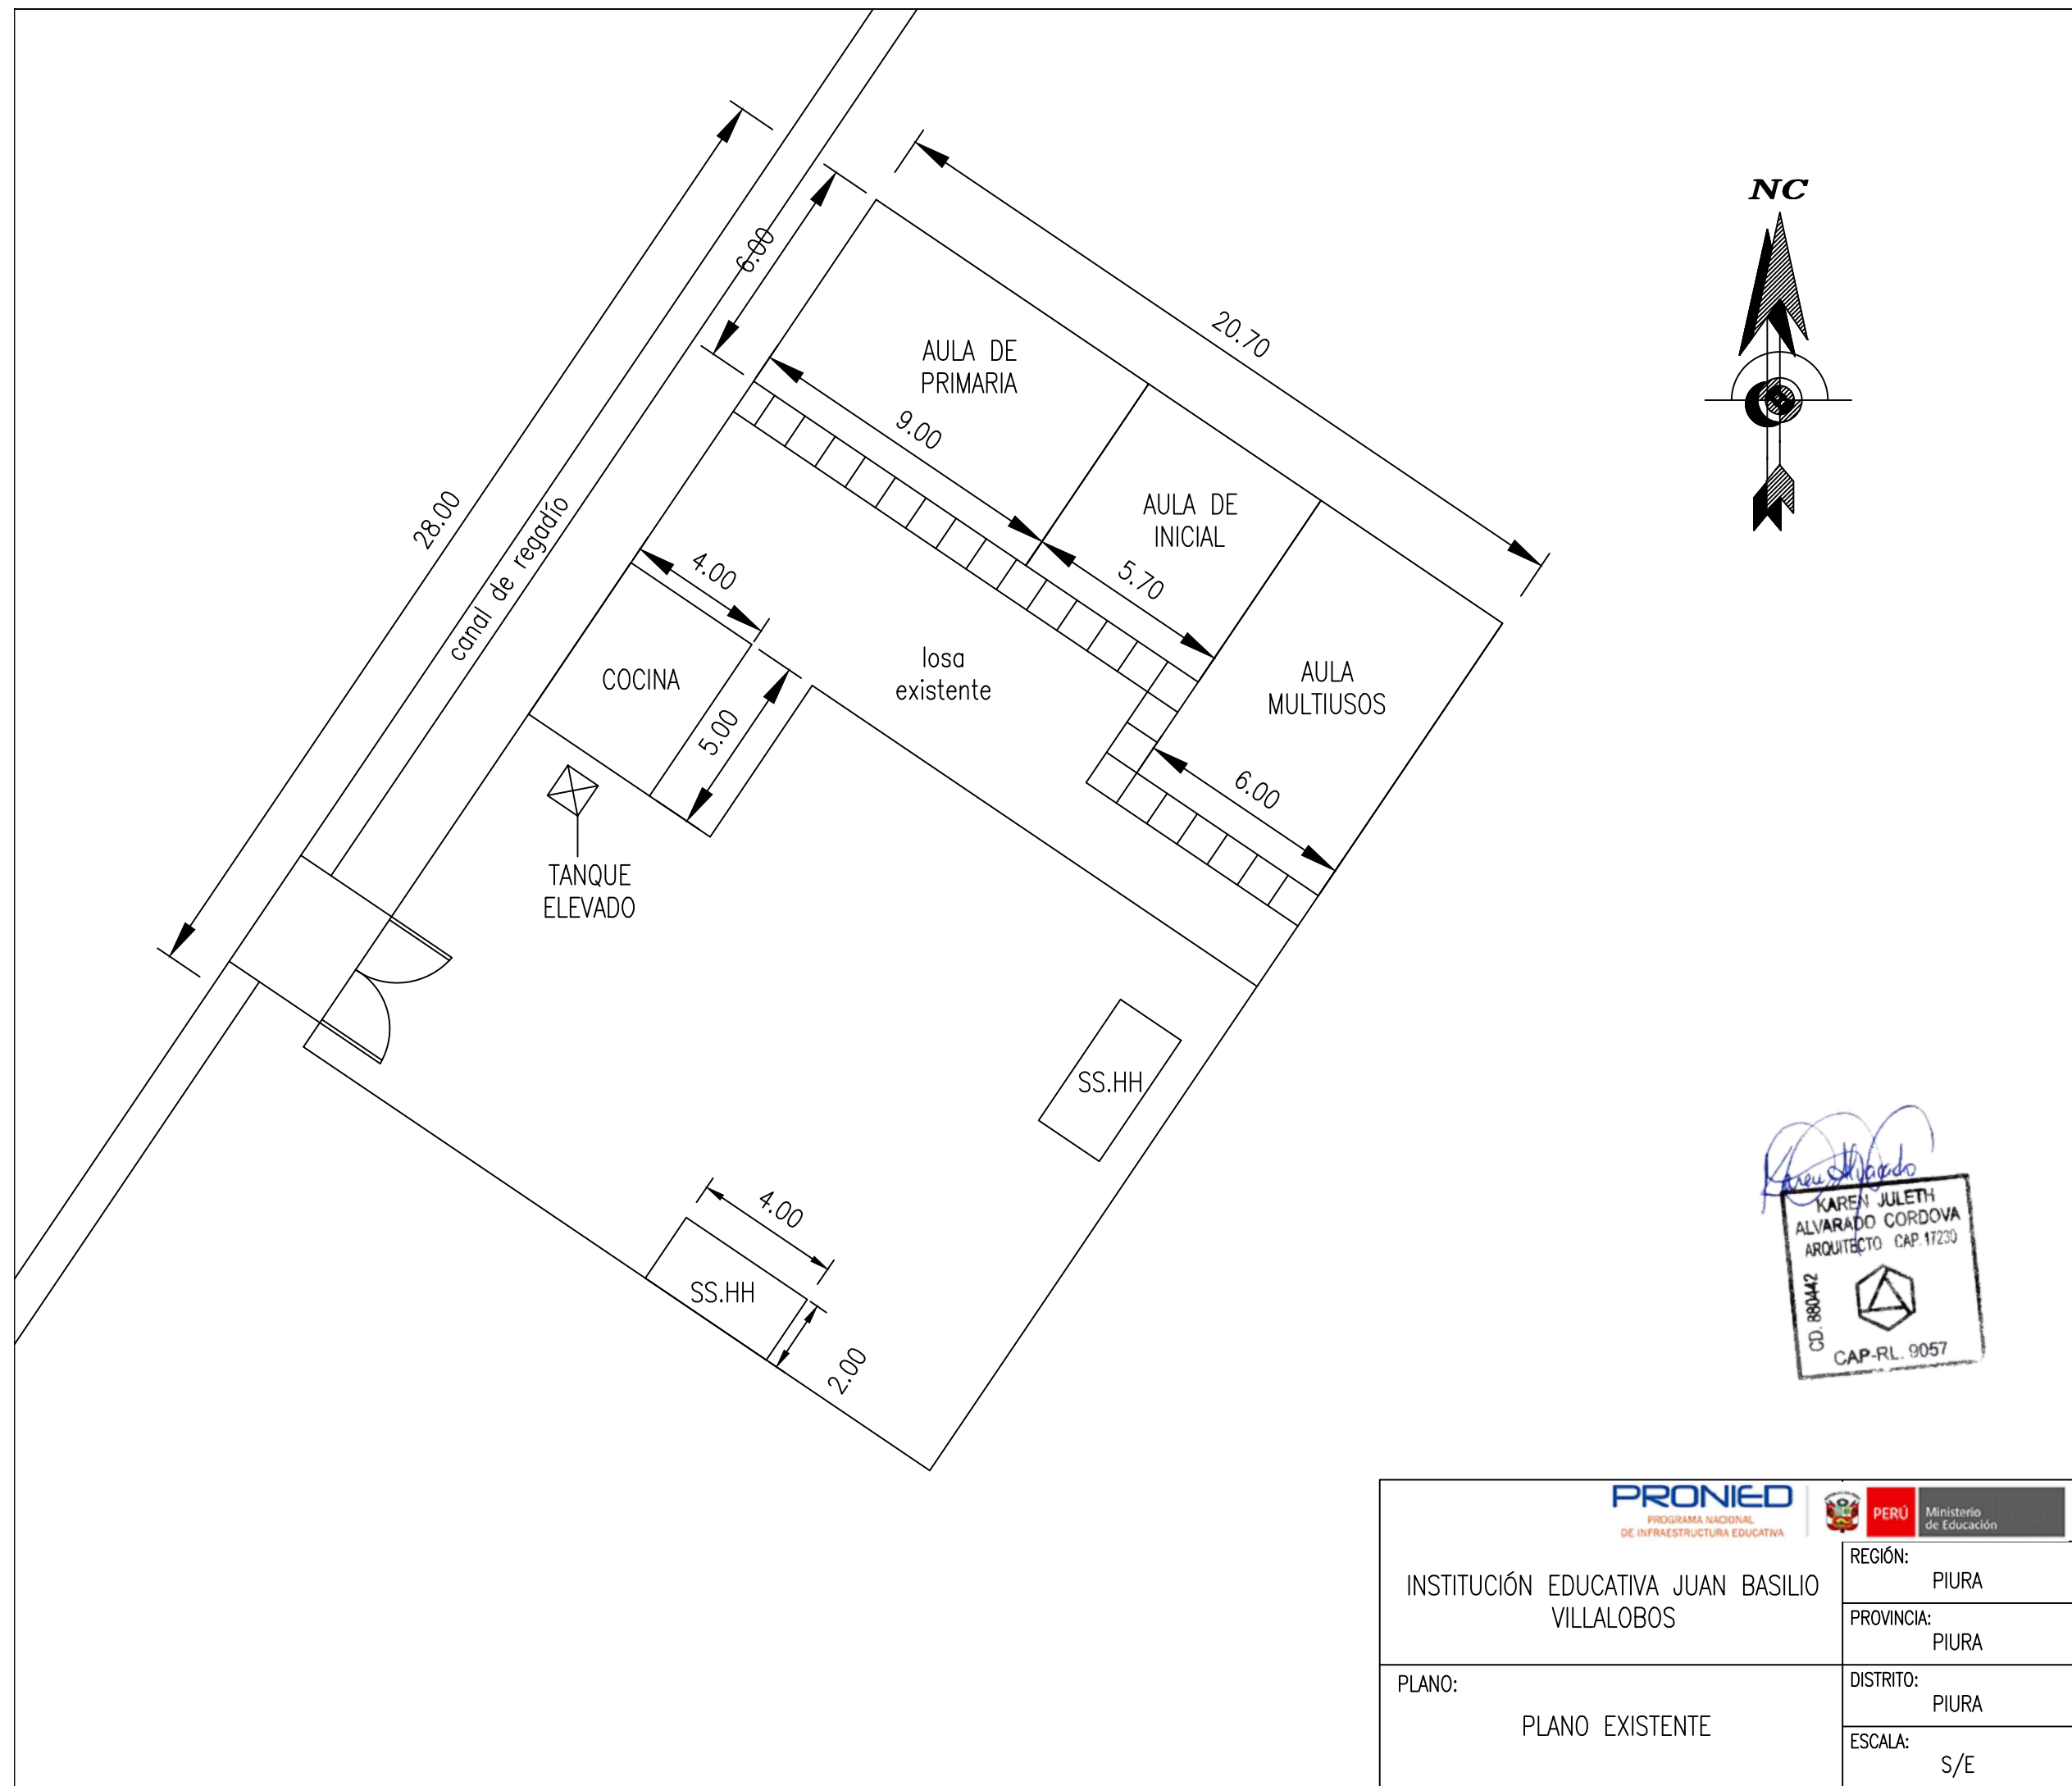 NC
6.00
20.70
AULA DE
PRIMARIA
9.00
28.00
canal de regadío
AULA DE
INICIAL
5.70
4.00
COCINA
losa
existente
AULA
MULTIUSOS
5.00
6.00
TANQUE
ELEVADO
SS.HH
4.00
SS.HH
2.00
Karen Alvarado
KAREN JULETH
ALVARADO CORDOVA
ARQUITECTO CAP. 17230
CD. 880442
CAP-RL. 9057
PRONIED
PROGRAMA NACIONAL
DE INFRAESTRUCTURA EDUCATIVA
PERÚ
Ministerio
de Educación
INSTITUCIÓN EDUCATIVA JUAN BASILIO
VILLALOBOS
REGIÓN:
PIURA
PROVINCIA:
PIURA
PLANO:
PLANO EXISTENTE
DISTRITO:
PIURA
ESCALA:
S/E